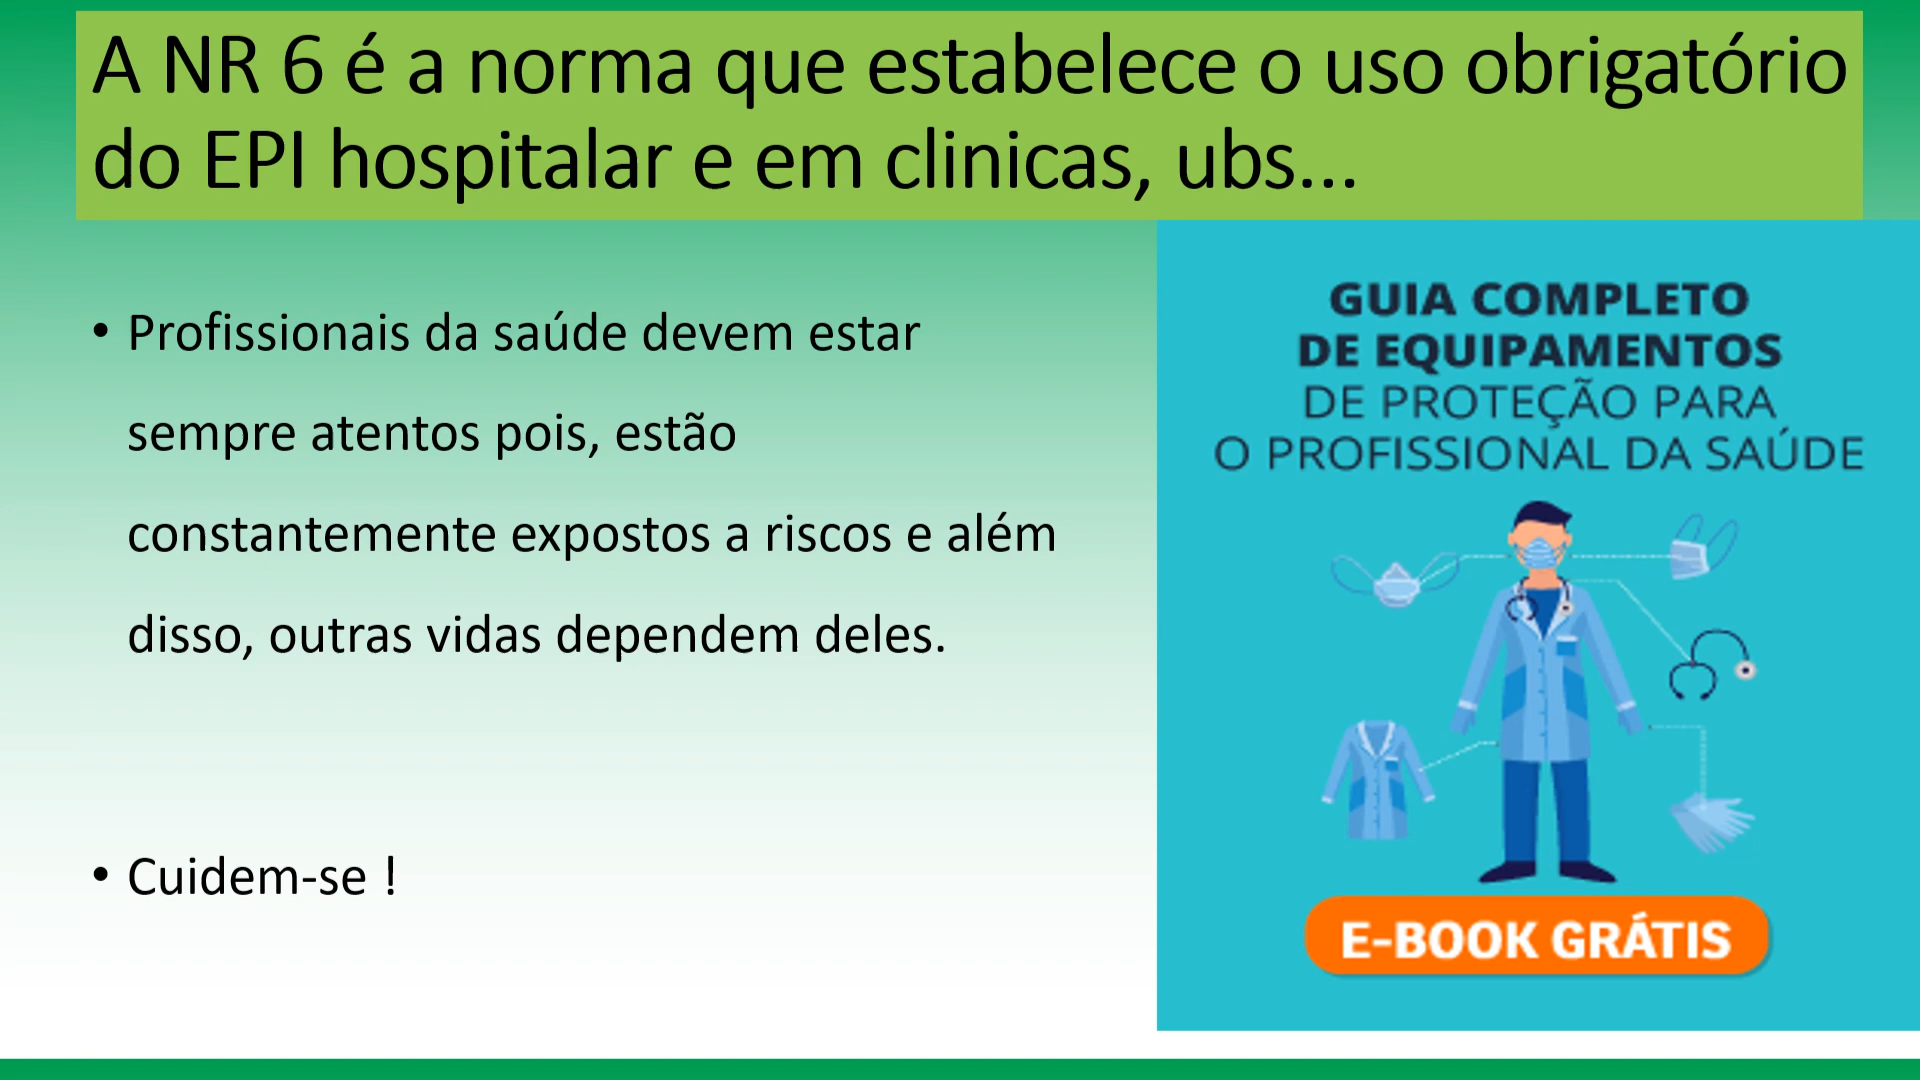 A NR 6 é a norma que estabelece o uso obrigatório
do EPI hospitalar e em clinicas, ubs...
• Profissionais da saúde devem estar
sempre atentos pois, estão
constantemente expostos a riscos e além
disso, outras vidas dependem deles.
• Cuidem-se !
GUIA COMPLETO
DE EQUIPAMENTOS
DE PROTEÇÃO PARA
O PROFISSIONAL DA SAÚDE
E-BOOK GRÁTIS